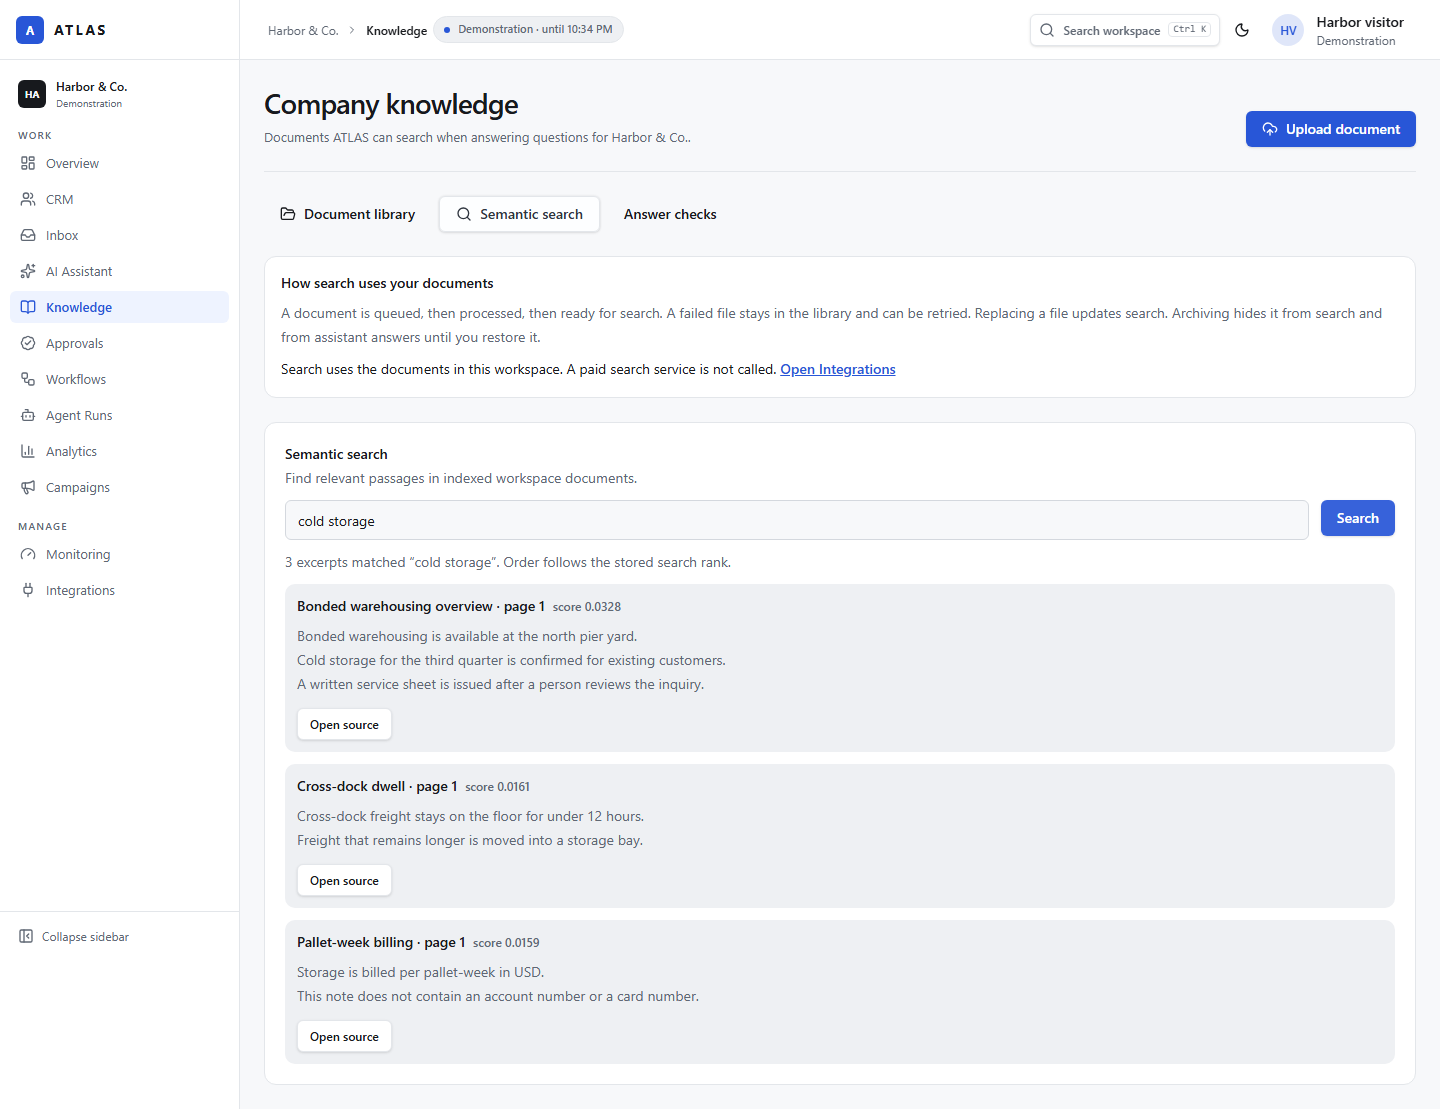 A ATLAS
Harbor & Co. > Knowledge
Demonstration · until 10:34 PM
Search workspace Ctrl K
HV
Harbor visitor
Demonstration
HA
Harbor & Co.
Demonstration
WORK
Overview
CRM
Inbox
AI Assistant
Knowledge
Approvals
Workflows
Agent Runs
Analytics
Campaigns
MANAGE
Monitoring
Integrations
Collapse sidebar
Company knowledge
Documents ATLAS can search when answering questions for Harbor & Co..
Upload document
Document library
Semantic search
Answer checks
How search uses your documents
A document is queued, then processed, then ready for search. A failed file stays in the library and can be retried. Replacing a file updates search. Archiving hides it from search and
from assistant answers until you restore it.
Search uses the documents in this workspace. A paid search service is not called. Open Integrations
Semantic search
Find relevant passages in indexed workspace documents.
cold storage
Search
3 excerpts matched “cold storage”. Order follows the stored search rank.
Bonded warehousing overview · page 1 score 0.0328
Bonded warehousing is available at the north pier yard.
Cold storage for the third quarter is confirmed for existing customers.
A written service sheet is issued after a person reviews the inquiry.
Open source
Cross-dock dwell · page 1 score 0.0161
Cross-dock freight stays on the floor for under 12 hours.
Freight that remains longer is moved into a storage bay.
Open source
Pallet-week billing · page 1 score 0.0159
Storage is billed per pallet-week in USD.
This note does not contain an account number or a card number.
Open source